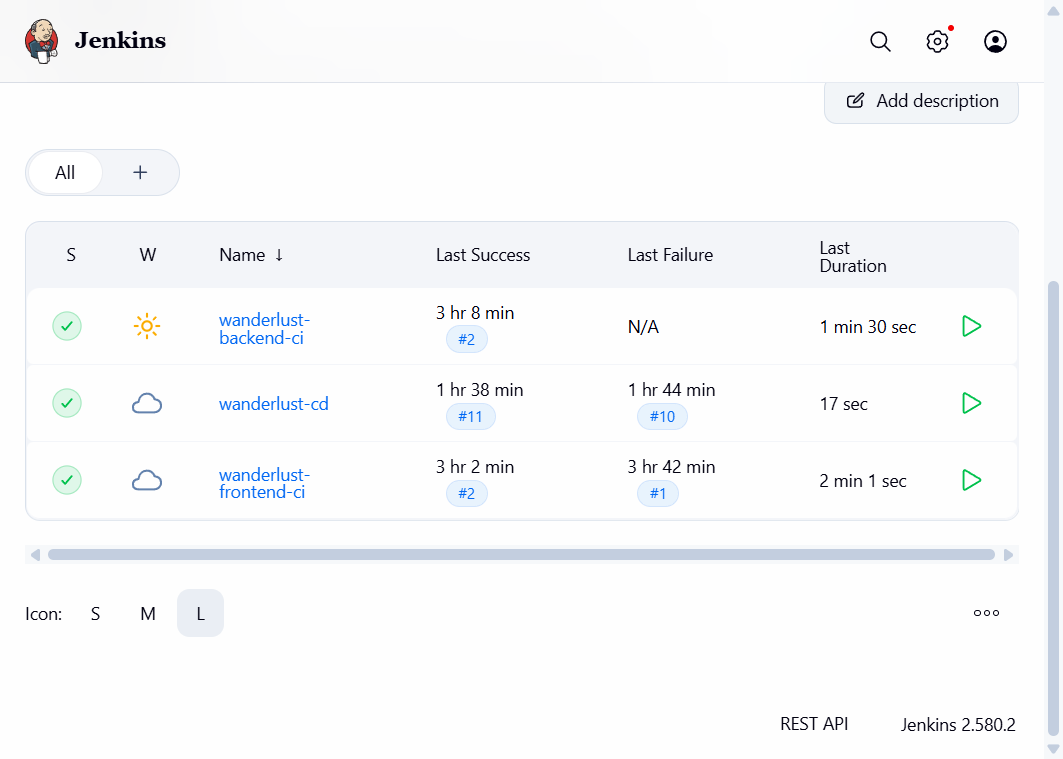 Jenkins
Add description
All +
S W Name ↓ Last Success Last Failure Last Duration
wanderlust-backend-ci 3 hr 8 min #2 N/A 1 min 30 sec
wanderlust-cd 1 hr 38 min #11 1 hr 44 min #10 17 sec
wanderlust-frontend-ci 3 hr 2 min #2 3 hr 42 min #1 2 min 1 sec
Icon: S M L
REST API Jenkins 2.580.2